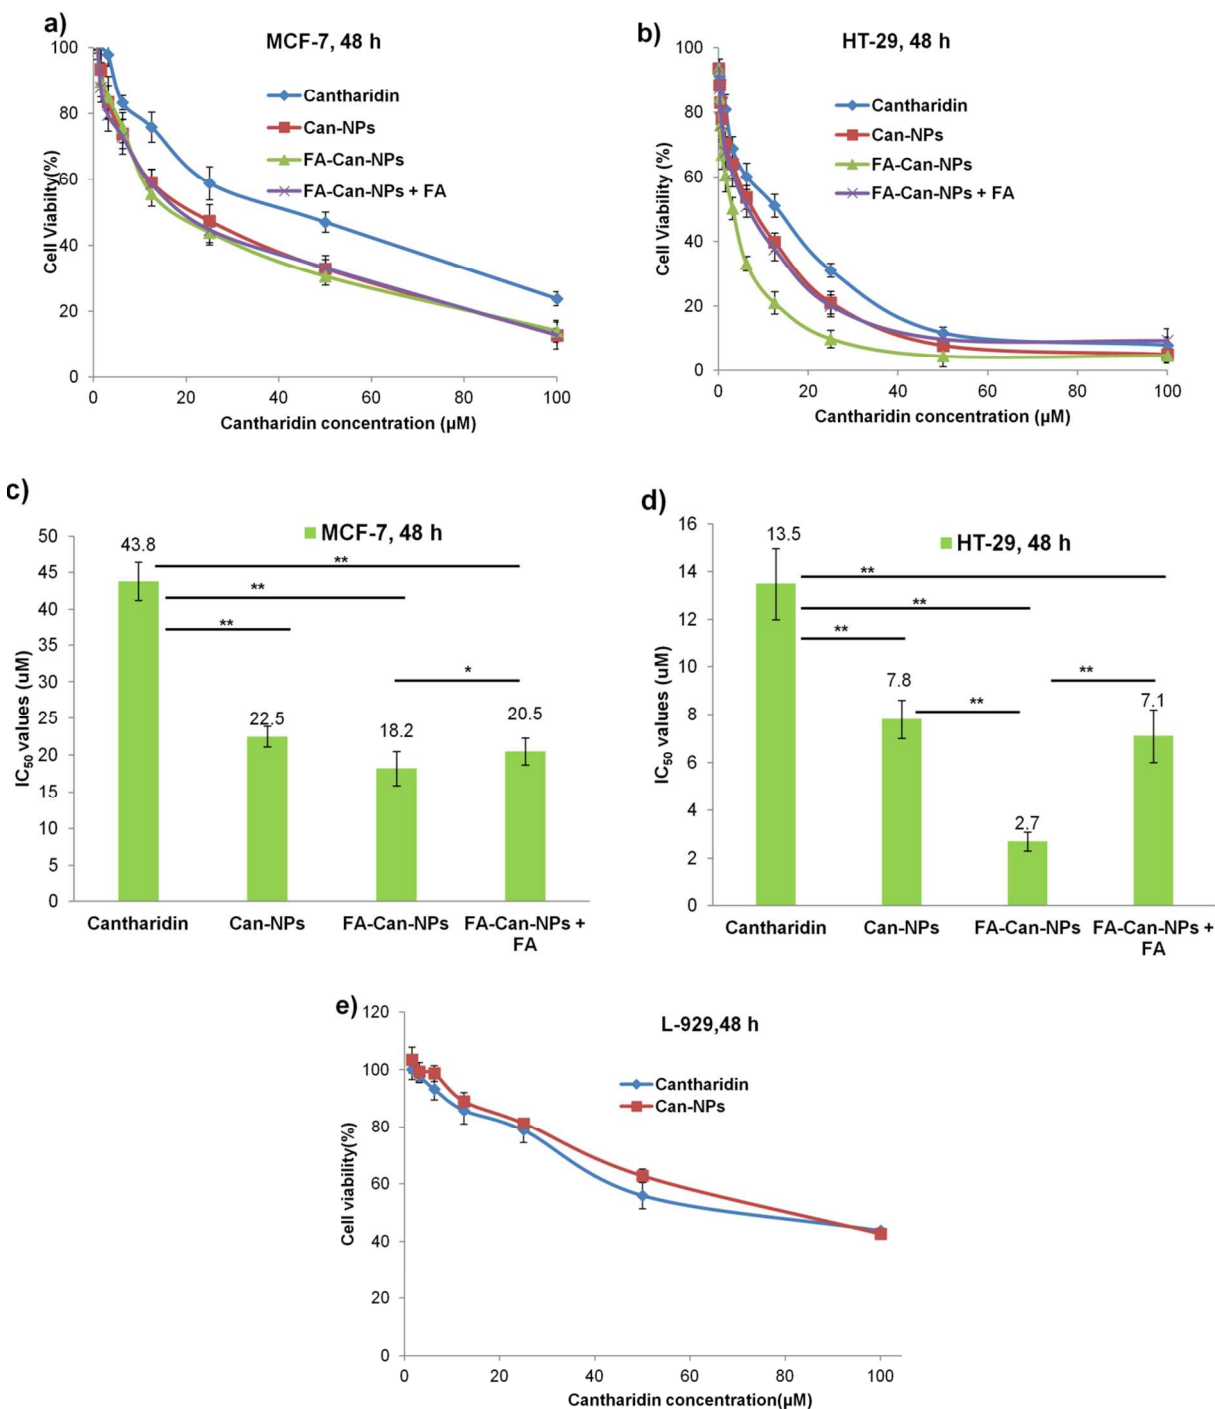 a)
MCF-7, 48 h
Cell Viability(%)
100
80
60
40
20
0
Cantharidin
Can-NPs
FA-Can-NPs
FA-Can-NPs + FA
0 20 40 60 80 100
Cantharidin concentration (µM)
b)
HT-29, 48 h
Cell Viability (%)
100
80
60
40
20
0
Cantharidin
Can-NPs
FA-Can-NPs
FA-Can-NPs + FA
0 20 40 60 80 100
Cantharidin concentration (µM)
c)
MCF-7, 48 h
IC50 values (uM)
50
45
40
35
30
25
20
15
10
5
0
43.8
**
**
**
*
22.5
18.2
20.5
Cantharidin Can-NPs FA-Can-NPs FA-Can-NPs +
FA
d)
HT-29, 48 h
IC50 values (uM)
16
14
12
10
8
6
4
2
0
13.5
**
**
**
**
**
7.8
2.7
7.1
Cantharidin Can-NPs FA-Can-NPs FA-Can-NPs +
FA
e)
L-929,48 h
Cell viability(%)
120
100
80
60
40
20
0
Cantharidin
Can-NPs
0 20 40 60 80 100
Cantharidin concentration(µM)